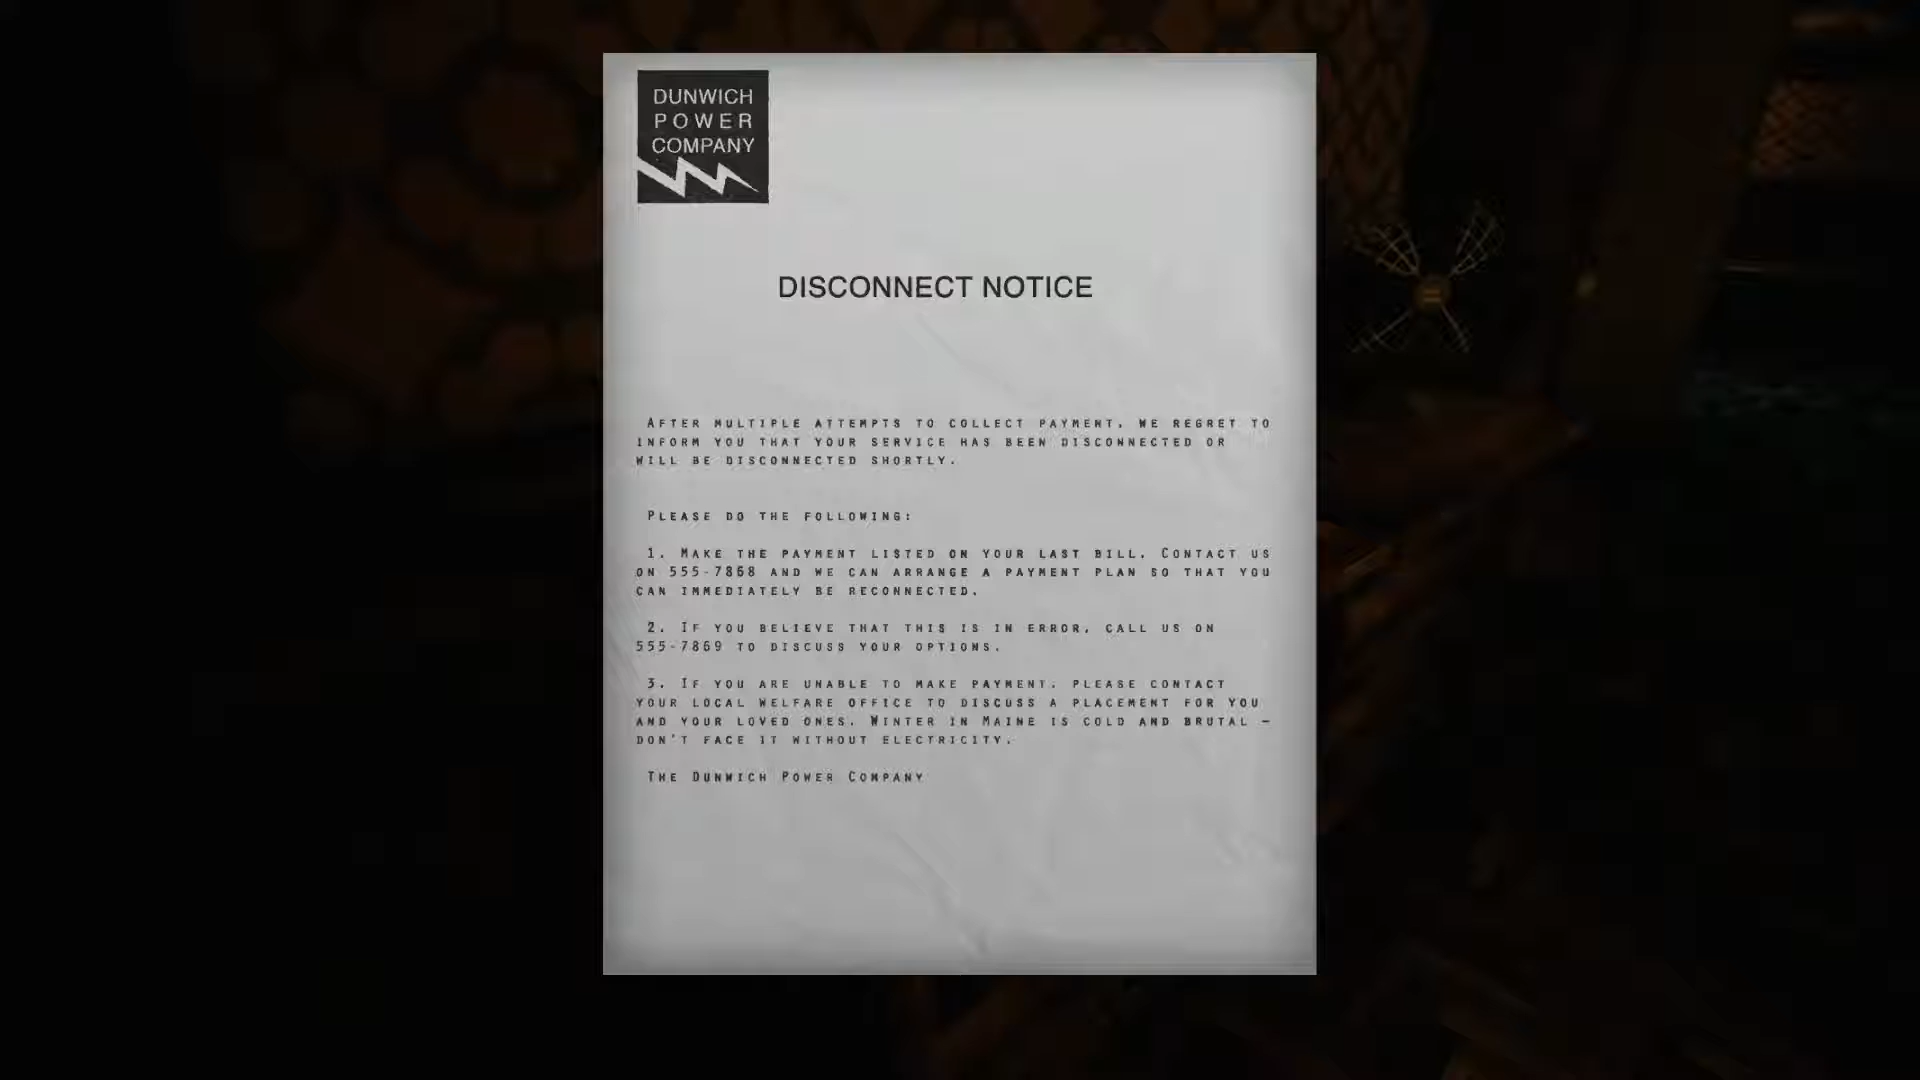 DUNWICH
POWER
COMPANY
DISCONNECT NOTICE
AFTER MULTIPLE ATTEMPTS TO COLLECT PAYMENT, WE REGRET TO
INFORM YOU THAT YOUR SERVICE HAS BEEN DISCONNECTED OR
WILL BE DISCONNECTED SHORTLY.
PLEASE DO THE FOLLOWING:
1. MAKE THE PAYMENT LISTED ON YOUR LAST BILL. CONTACT US
ON 555-7868 AND WE CAN ARRANGE A PAYMENT PLAN SO THAT YOU
CAN IMMEDIATELY BE RECONNECTED.
2. IF YOU BELIEVE THAT THIS IS IN ERROR, CALL US ON
555-7869 TO DISCUSS YOUR OPTIONS.
3. IF YOU ARE UNABLE TO MAKE PAYMENT, PLEASE CONTACT
YOUR LOCAL WELFARE OFFICE TO DISCUSS A PLACEMENT FOR YOU
AND YOUR LOVED ONES. WINTER IN MAINE IS COLD AND BRUTAL –
DON'T FACE IT WITHOUT ELECTRICITY.
THE DUNWICH POWER COMPANY